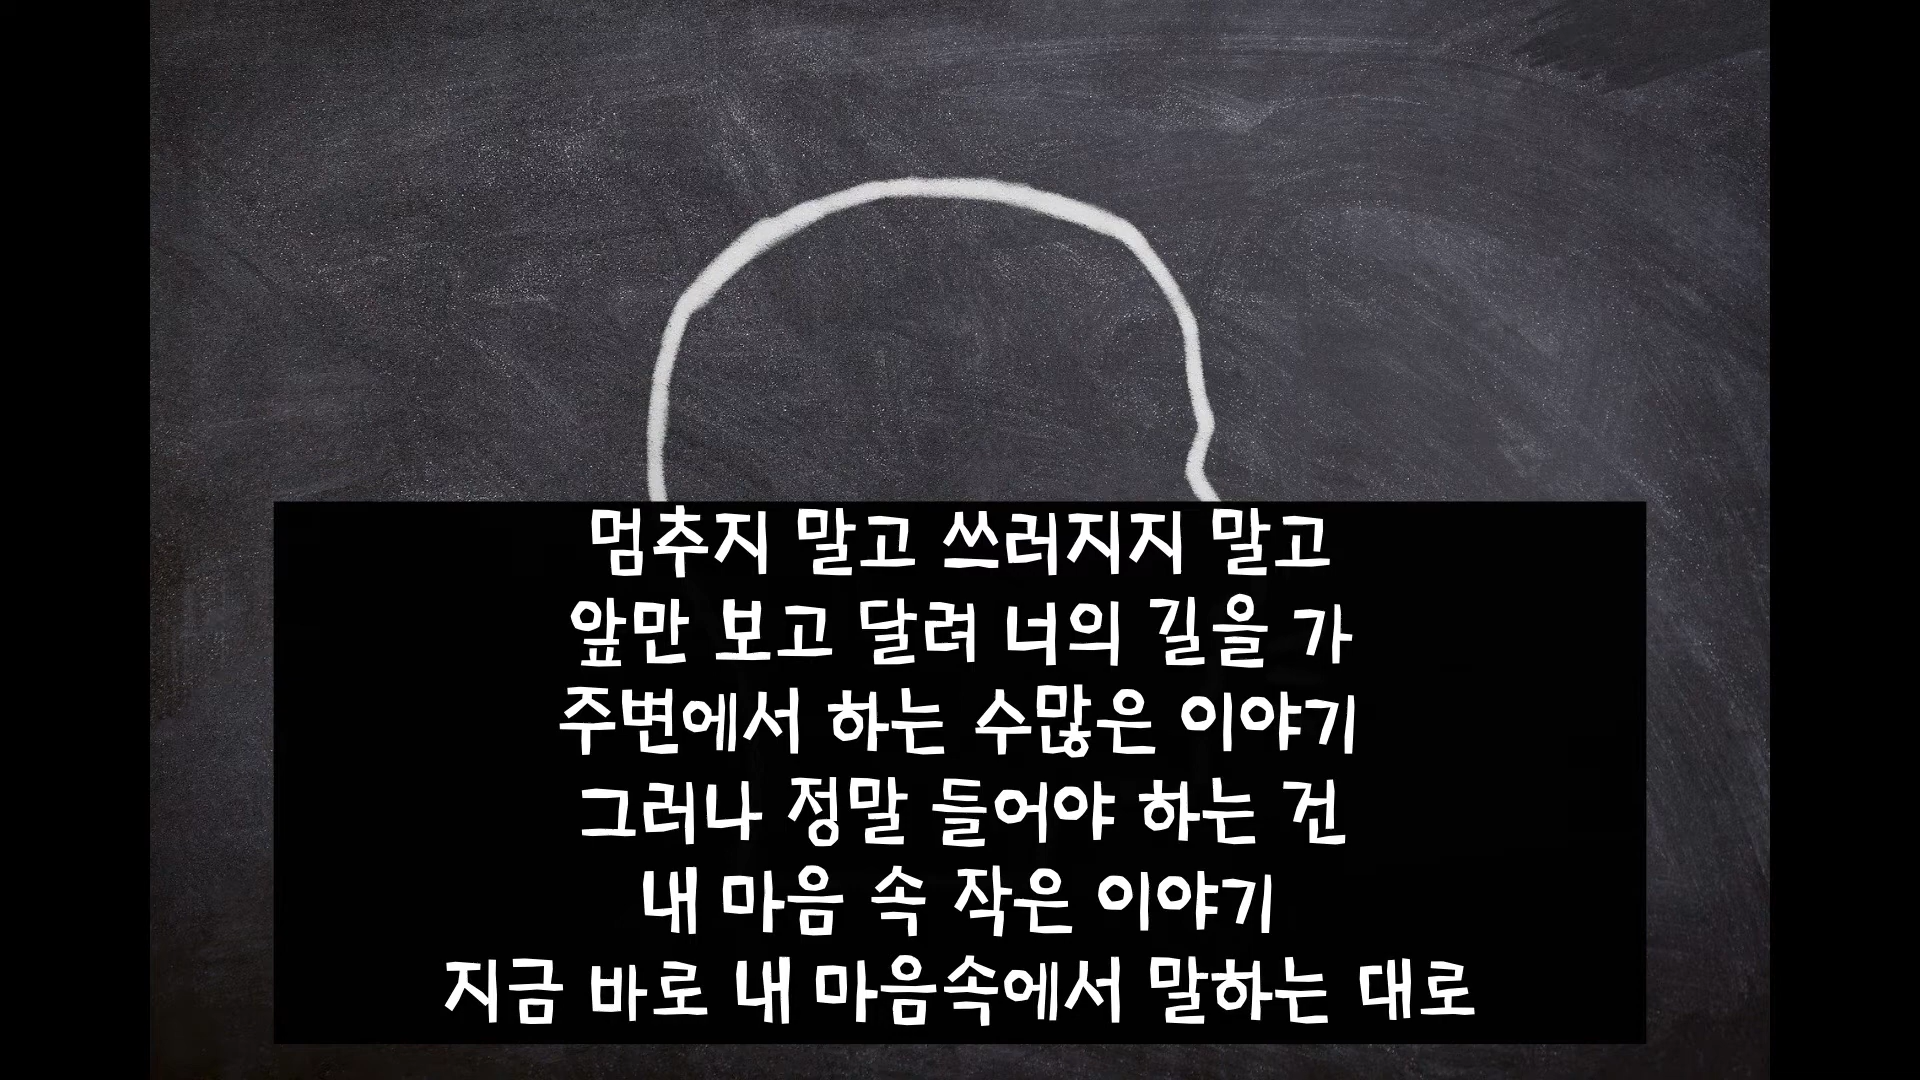 멈추지 말고 쓰러지지 말고
앞만 보고 달려 너의 길을 가
주변에서 하는 수많은 이야기
그러나 정말 들어야 하는 건
내 마음 속 작은 이야기
지금 바로 내 마음속에서 말하는 대로